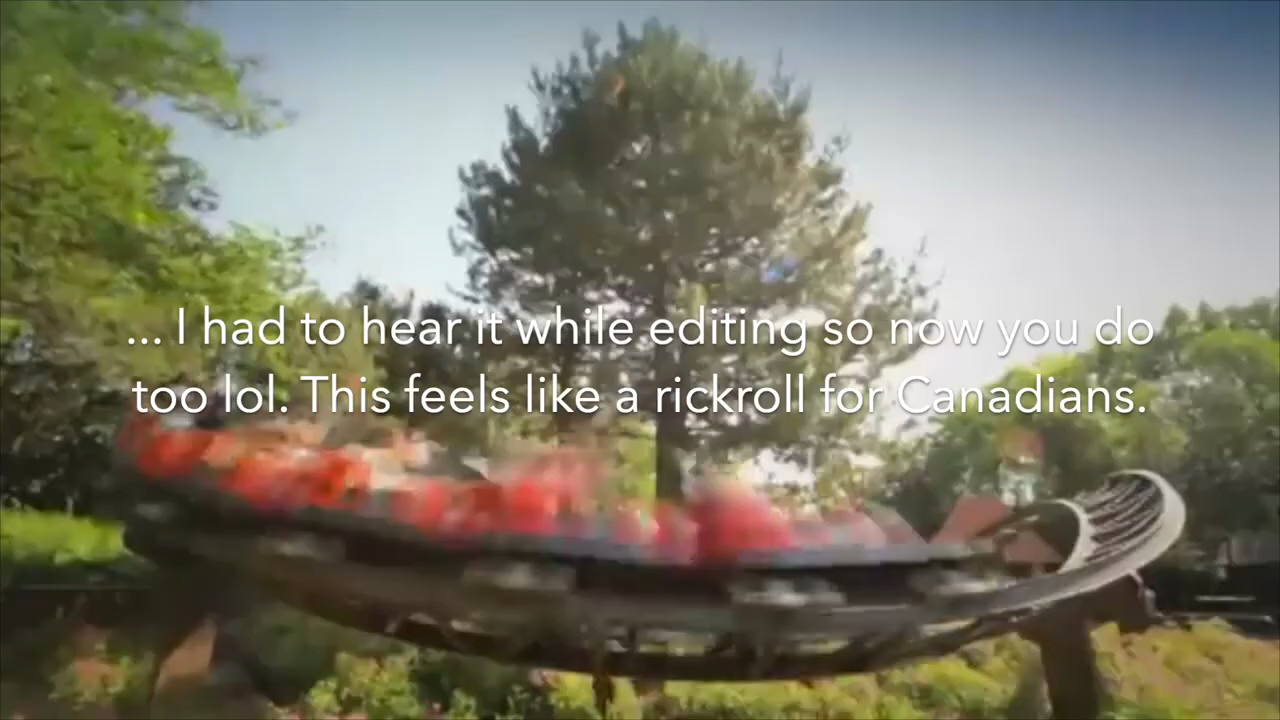 ... I had to hear it while editing so now you do
too lol. This feels like a rickroll for Canadians.